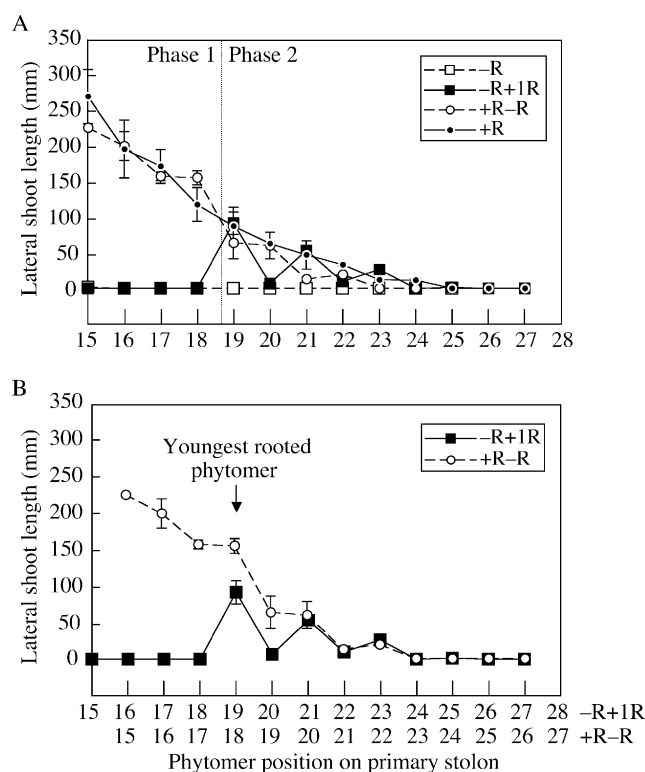 A
350
300
250
200
150
100
50
0
Lateral shoot length (mm)
Phase 1 Phase 2
–R
–R+1R
+R–R
+R
15 16 17 18 19 20 21 22 23 24 25 26 27 28
B
350
300
250
200
150
100
50
0
Lateral shoot length (mm)
–R+1R
+R–R
Youngest rooted
phytomer
15 16 17 18 19 20 21 22 23 24 25 26 27 28 –R+1R
15 16 17 18 19 20 21 22 23 24 25 26 27 +R–R
Phytomer position on primary stolon